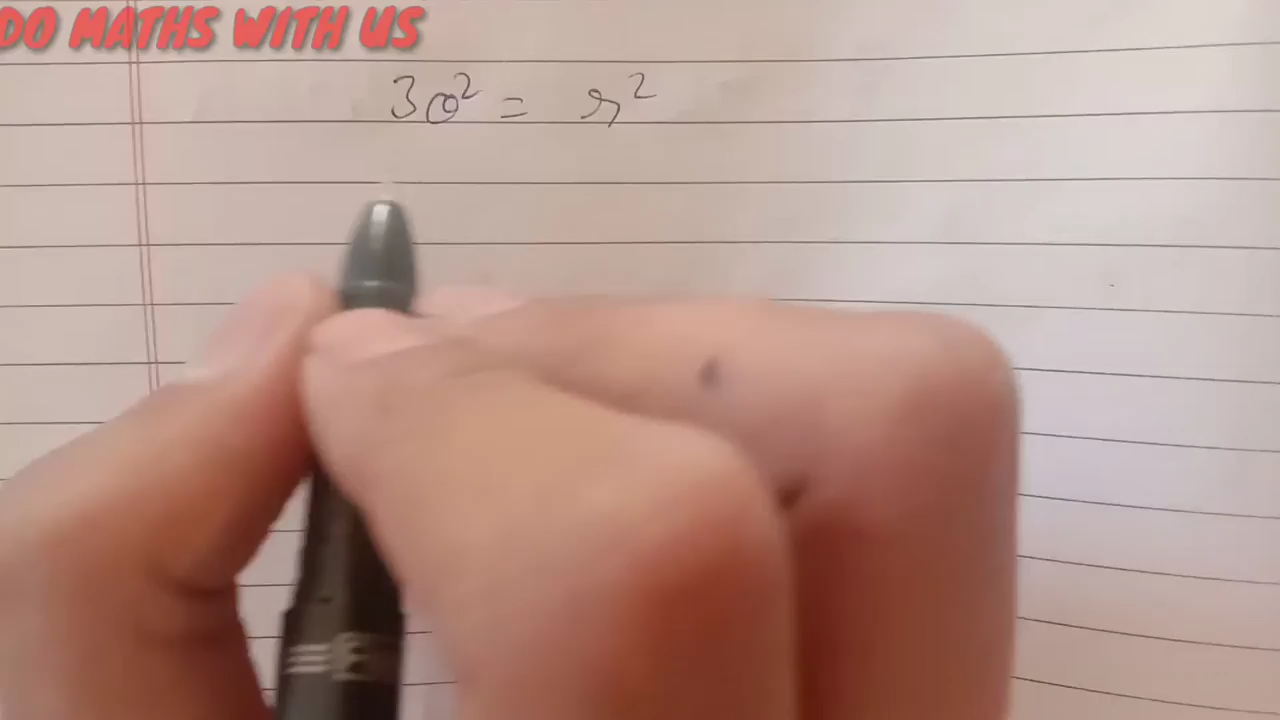 DO MATHS WITH US
3a² = r²